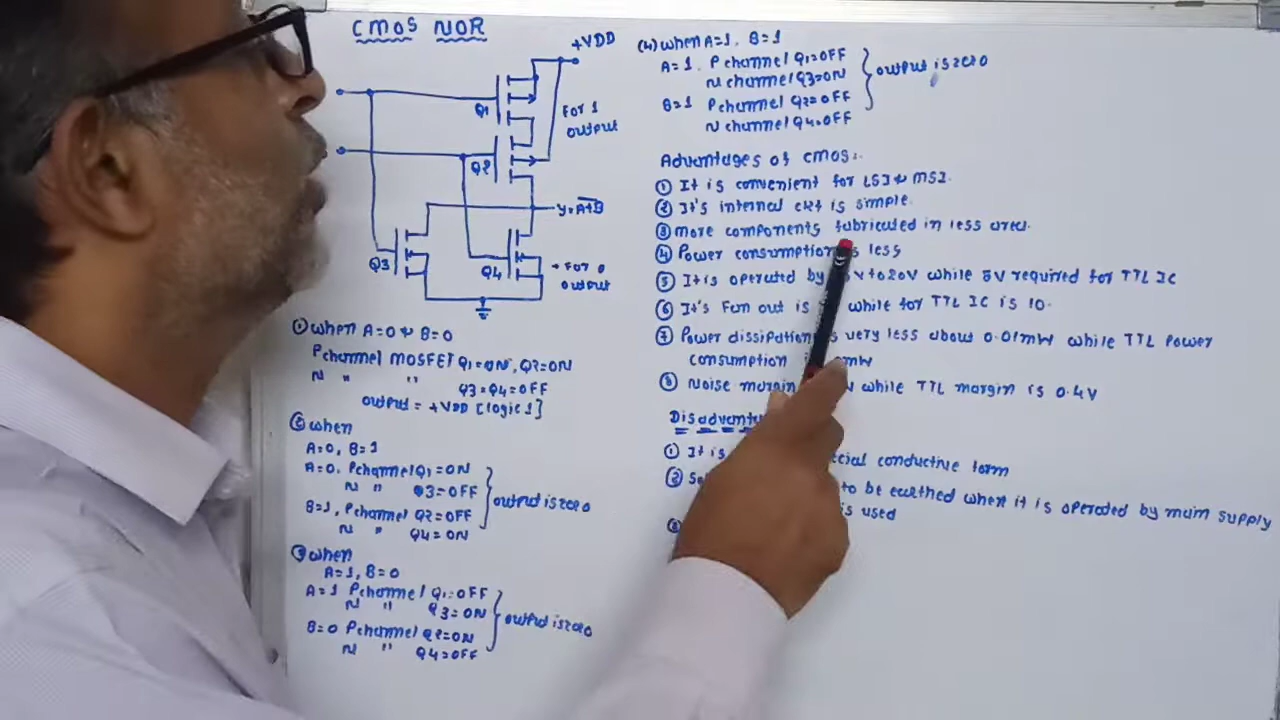 CMOS NOR
+VDD
Q1
For 1
output
Q2
y=A+B
Q3
Q4
→ For 0
output
① when A=0 & B=0
Pchannel MOSFET Q1=ON, Q2=ON
N " " Q3=Q4=OFF
output = +VDD [logic 1]
② when
A=0, B=1
A=0, Pchannel Q1=ON
N " Q3=OFF
B=1, Pchannel Q2=OFF
N " Q4=ON
output is zero
③ when
A=1, B=0
A=1 Pchannel Q1=OFF
N " Q3=ON
B=0 Pchannel Q2=ON
N " Q4=OFF
output is zero
(4) when A=1, B=1
A=1, P channel Q1=OFF
N channel Q3=ON
B=1 P channel Q2=OFF
N channel Q4=OFF
output is zero
Advantages of CMOS:-
① It is convenient for LSI & MSI.
② It's internal ckt is simple.
③ More components fabricated in less area.
④ Power consumption is less
⑤ It is operated by V to 20V while 5V required for TTL IC
⑥ It's Fan out is while for TTL IC is 10.
⑦ Power dissipation is very less about 0.01mW while TTL Power
consumption mW
⑧ Noise margin while TTL margin is 0.4V
① It is conductive form
② to be earthed when it is operated by main supply
is used